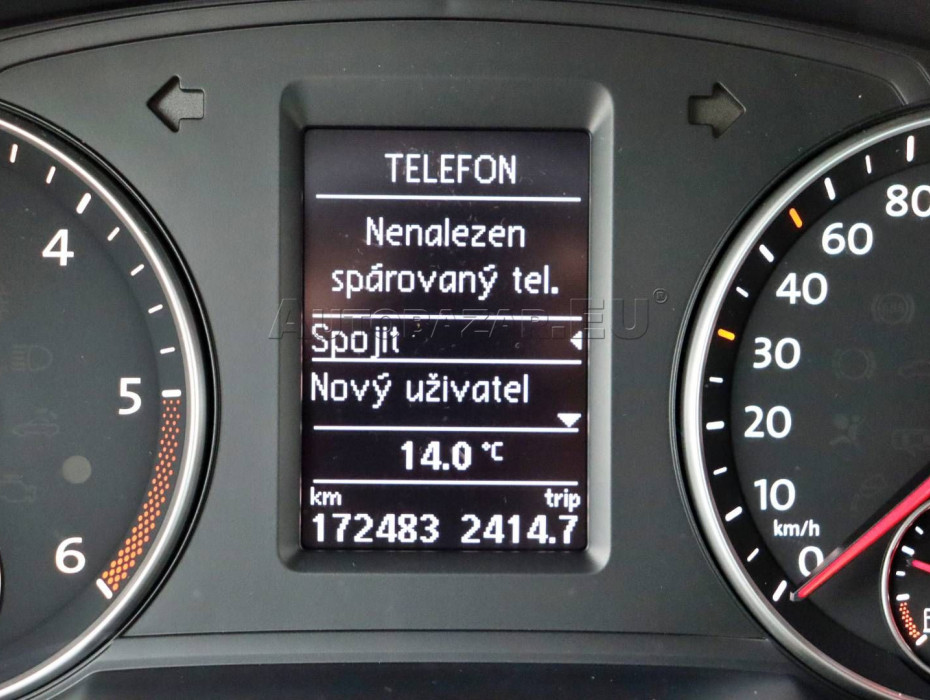 TELEFON
Nenalezen
spárovaný tel.
AUTOBAZAR.EU®
Spojit
Nový uživatel
14.0 °C
km trip
172483 2414.7
4
5
6
80
60
40
30
20
10
km/h
0